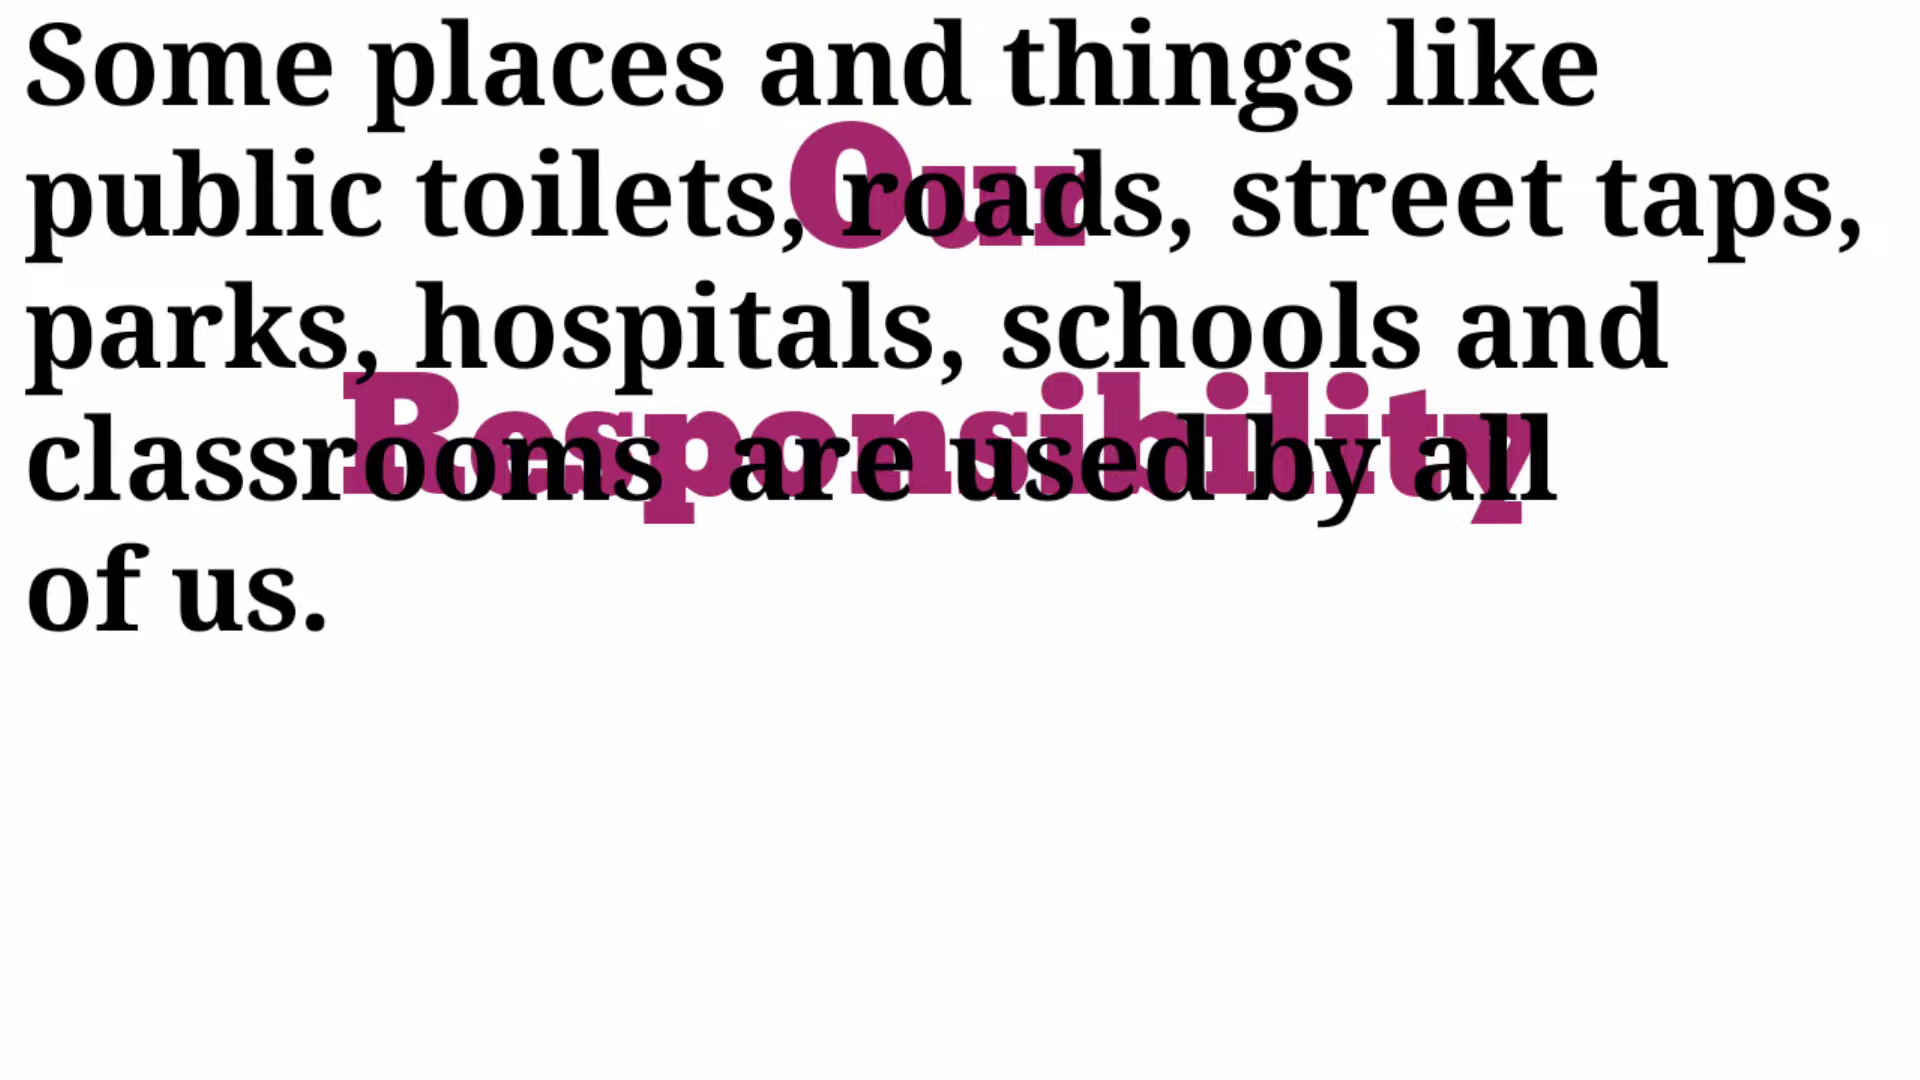 Some places and things like
Our
public toilets, roads, street taps,
parks, hospitals, schools and
Responsibility
classrooms are used by all
of us.